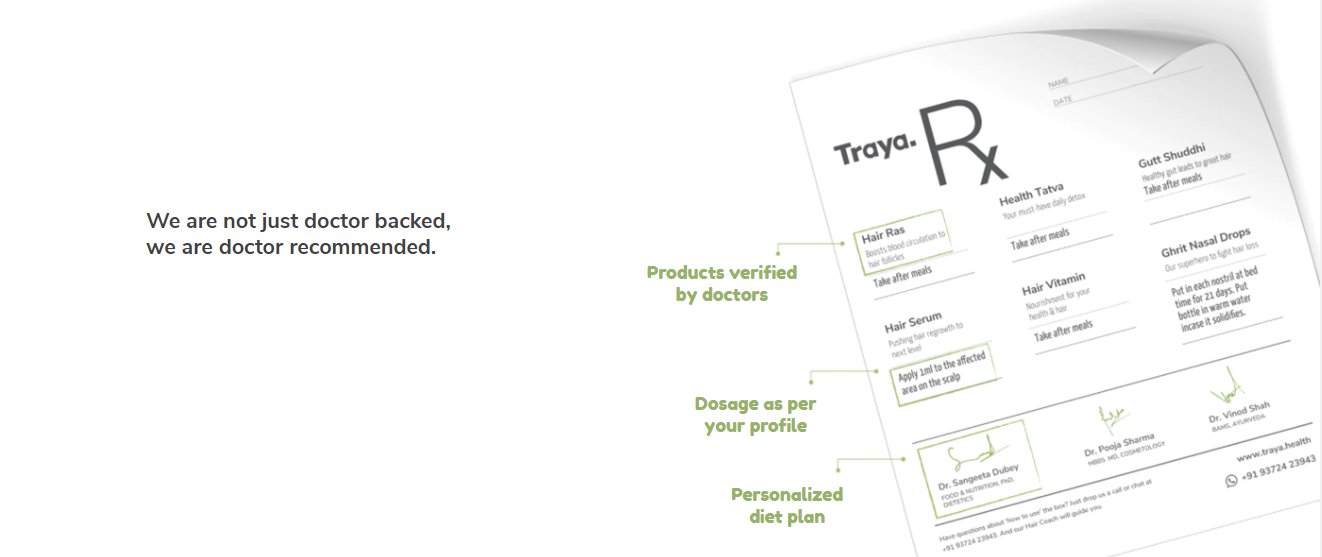 We are not just doctor backed,
we are doctor recommended.
Products verified
by doctors
Dosage as per
your profile
Personalized
diet plan
NAME
DATE
Traya. Rx
Hair Ras
Boosts blood circulation to
hair follicles
Take after meals
Health Tatva
Your must-have daily detox
Take after meals
Gutt Shuddhi
Healthy gut leads to great hair
Take after meals
Hair Serum
Pushing hair regrowth to
next level
Apply 1ml to the affected
area on the scalp
Hair Vitamin
Nourishment for your
health & hair
Take after meals
Ghrit Nasal Drops
Our superhero to fight hair loss
Put in each nostril at bed
time for 21 days. Put
bottle in warm water
incase it solidifies.
Dr. Sangeeta Dubey
FOOD & NUTRITION, PhD,
DIETETICS
Dr. Pooja Sharma
MBBS. MD, COSMETOLOGY
Dr. Vinod Shah
BAMS, AYURVEDA
www.traya.health
+91 93724 23943
Have questions about 'how to use' the box? Just drop us a call or chat at
+91 93724 23943. And our Hair Coach will guide you.